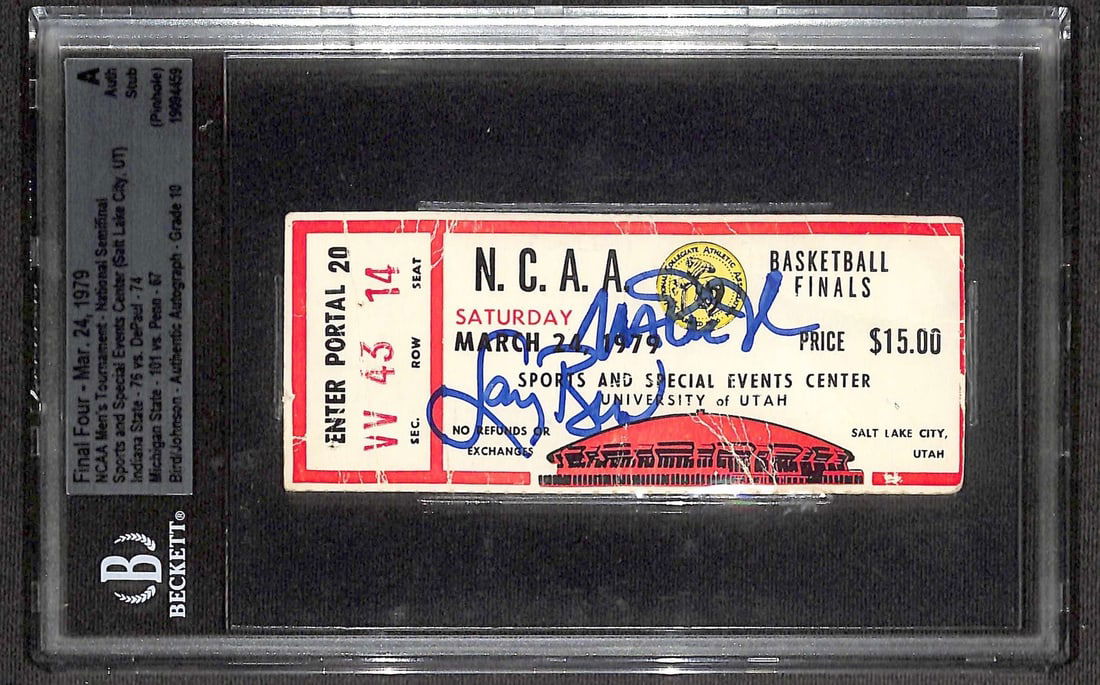 Final Four - Mar. 24, 1979
NCAA Men's Tournament - National Semifinal
Sports and Special Events Center (Salt Lake City, UT)
Indiana State - 76 vs. DePaul - 74
Michigan State - 101 vs. Penn - 67
Bird/Johnson - Authentic Autograph - Grade 10
A
Auth
Stub
(Pinhole)
B
BECKETT®
ENTER PORTAL 20
VV 43 14
SEC. ROW SEAT
N.C.A.A.
BASKETBALL
FINALS
SATURDAY
MARCH 24, 1979
PRICE $15.00
SPORTS AND SPECIAL EVENTS CENTER
UNIVERSITY of UTAH
NO REFUNDS OR
EXCHANGES
SALT LAKE CITY,
UTAH
Larry Bird